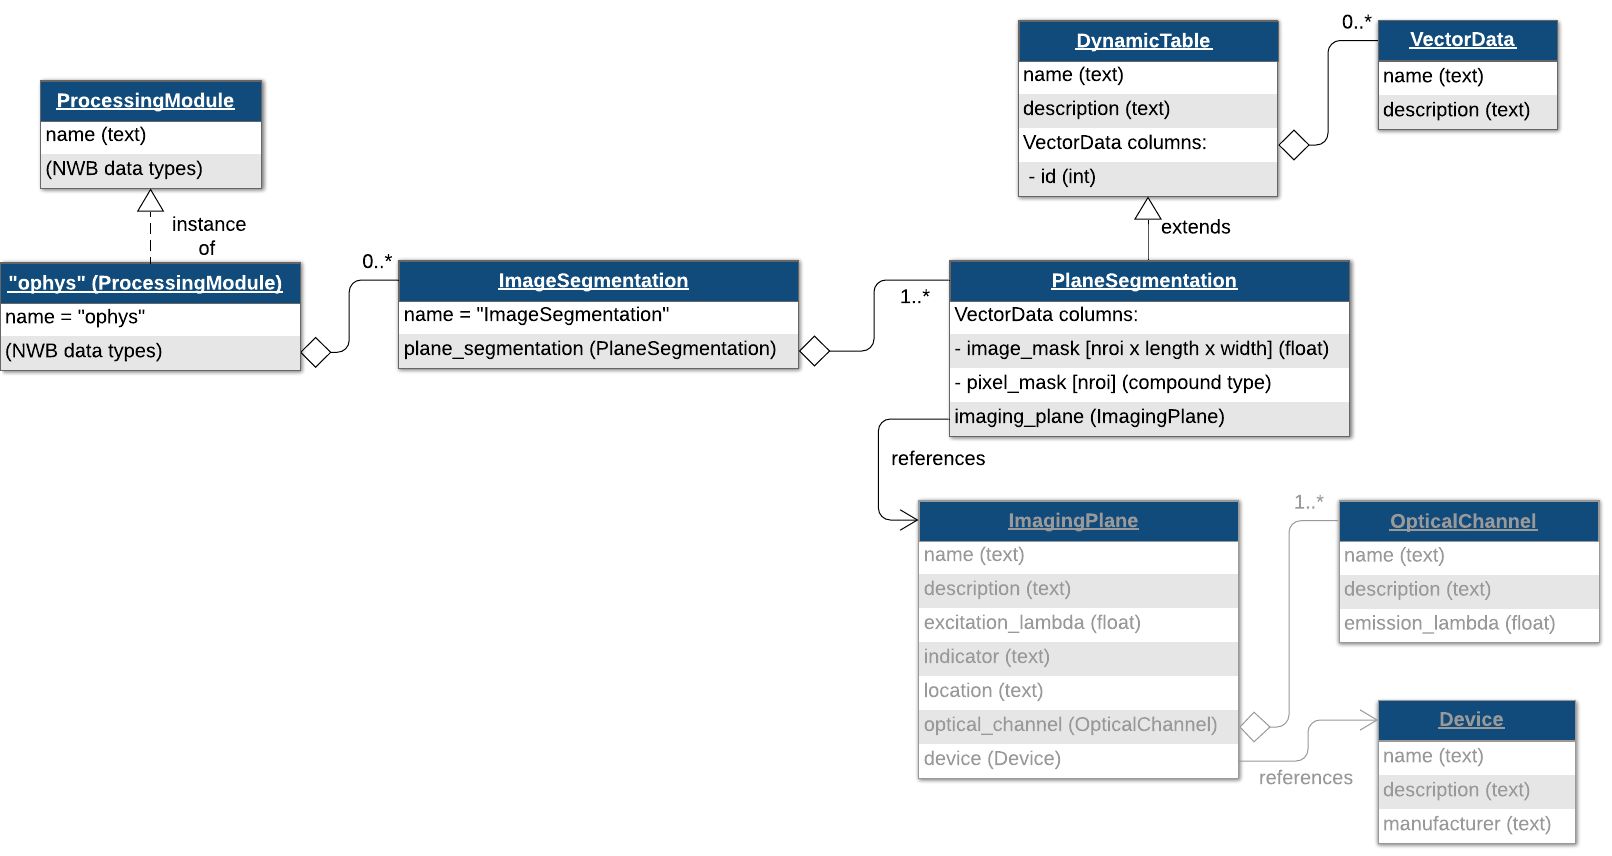 ProcessingModule
name (text)
(NWB data types)
instance
of
"ophys" (ProcessingModule)
name = "ophys"
(NWB data types)
0..*
ImageSegmentation
name = "ImageSegmentation"
plane_segmentation (PlaneSegmentation)
1..*
DynamicTable
name (text)
description (text)
VectorData columns:
- id (int)
0..*
VectorData
name (text)
description (text)
extends
PlaneSegmentation
VectorData columns:
- image_mask [nroi x length x width] (float)
- pixel_mask [nroi] (compound type)
imaging_plane (ImagingPlane)
references
ImagingPlane
name (text)
description (text)
excitation_lambda (float)
indicator (text)
location (text)
optical_channel (OpticalChannel)
device (Device)
1..*
OpticalChannel
name (text)
description (text)
emission_lambda (float)
references
Device
name (text)
description (text)
manufacturer (text)